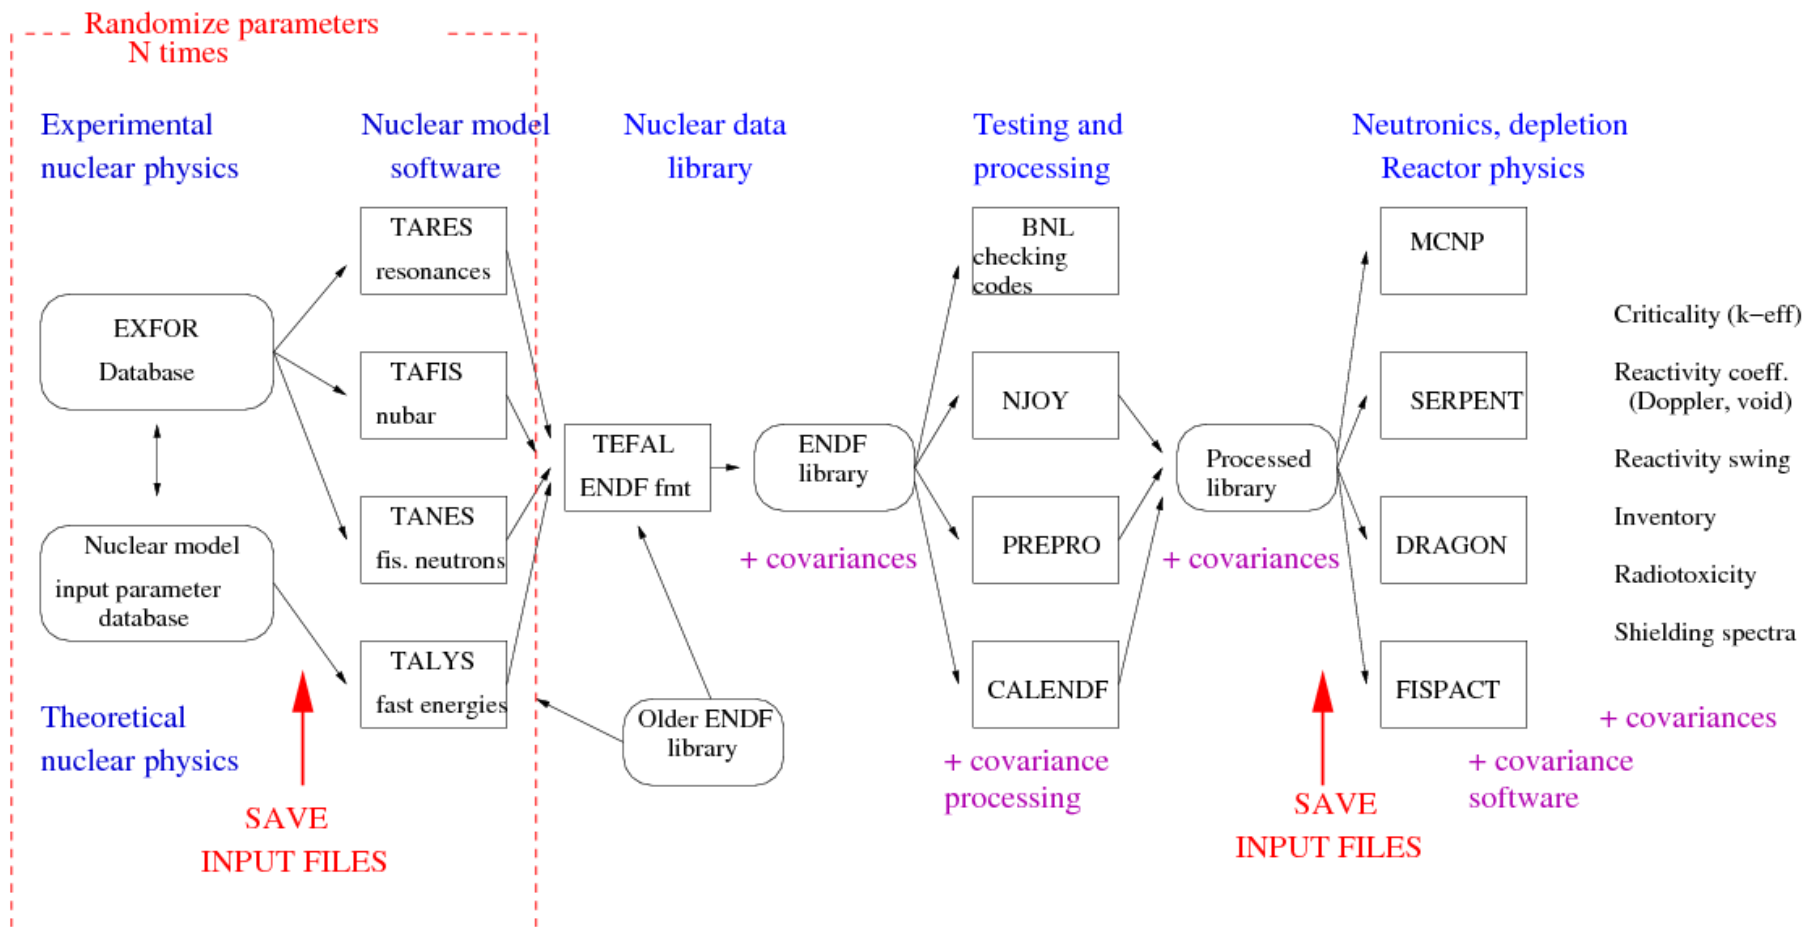 Randomize parameters
N times
Experimental
nuclear physics
Nuclear model
software
Nuclear data
library
Testing and
processing
Neutronics, depletion
Reactor physics
TARES
resonances
BNL
checking
codes
MCNP
EXFOR
Database
TAFIS
nubar
NJOY
SERPENT
Criticality (k−eff)
Reactivity coeff.
(Doppler, void)
Reactivity swing
Inventory
Radiotoxicity
Shielding spectra
TEFAL
ENDF fmt
ENDF
library
Processed
library
Nuclear model
input parameter
database
TANES
fis. neutrons
+ covariances
PREPRO
+ covariances
DRAGON
TALYS
fast energies
Older ENDF
library
CALENDF
FISPACT
+ covariances
Theoretical
nuclear physics
+ covariance
processing
+ covariance
software
SAVE
INPUT FILES
SAVE
INPUT FILES